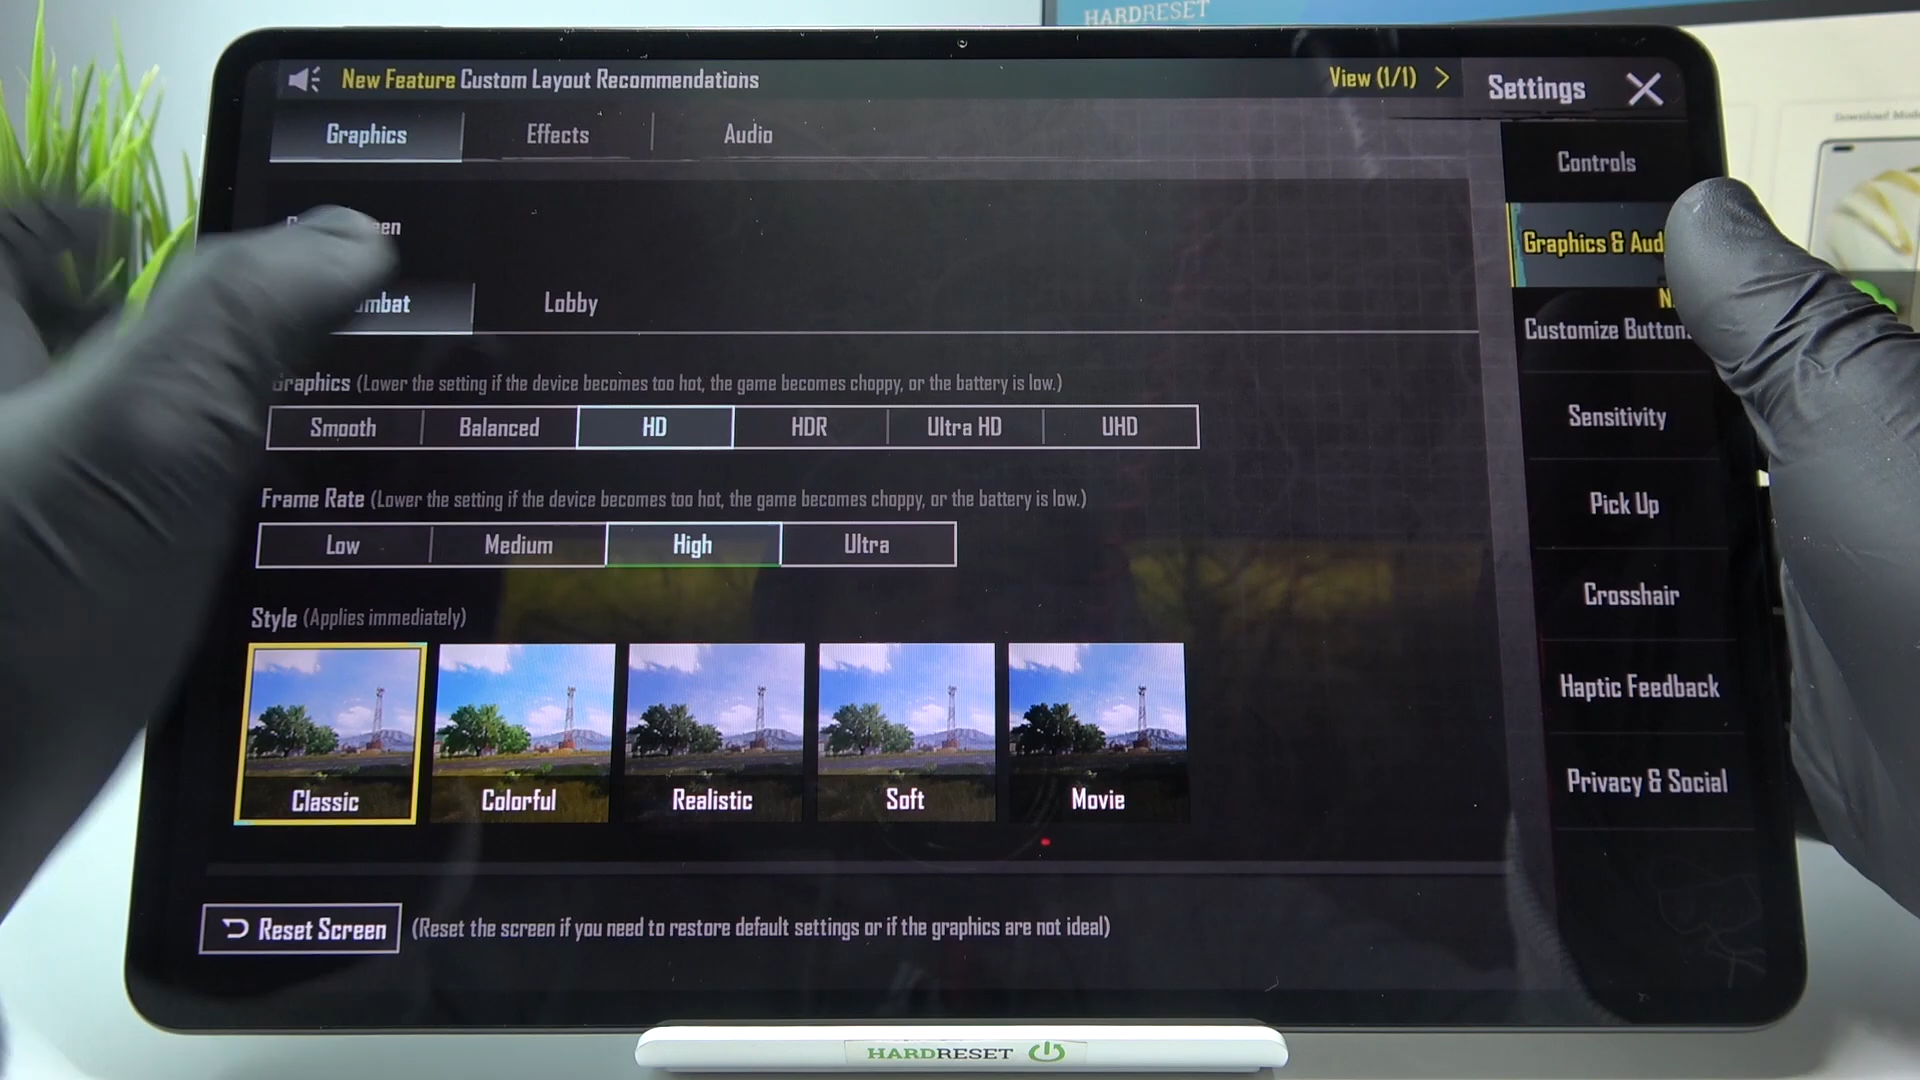 HARDRESET
New Feature Custom Layout Recommendations
View (1/1) >
Settings
Graphics
Effects
Audio
Controls
Graphics & Aud
Lobby
Customize Button
Graphics (Lower the setting if the device becomes too hot, the game becomes choppy, or the battery is low.)
Smooth
Balanced
HD
HDR
Ultra HD
UHD
Sensitivity
Frame Rate (Lower the setting if the device becomes too hot, the game becomes choppy, or the battery is low.)
Low
Medium
High
Ultra
Pick Up
Crosshair
Style (Applies immediately)
Classic
Colorful
Realistic
Soft
Movie
Haptic Feedback
Privacy & Social
Reset Screen
(Reset the screen if you need to restore default settings or if the graphics are not ideal)
HARDRESET